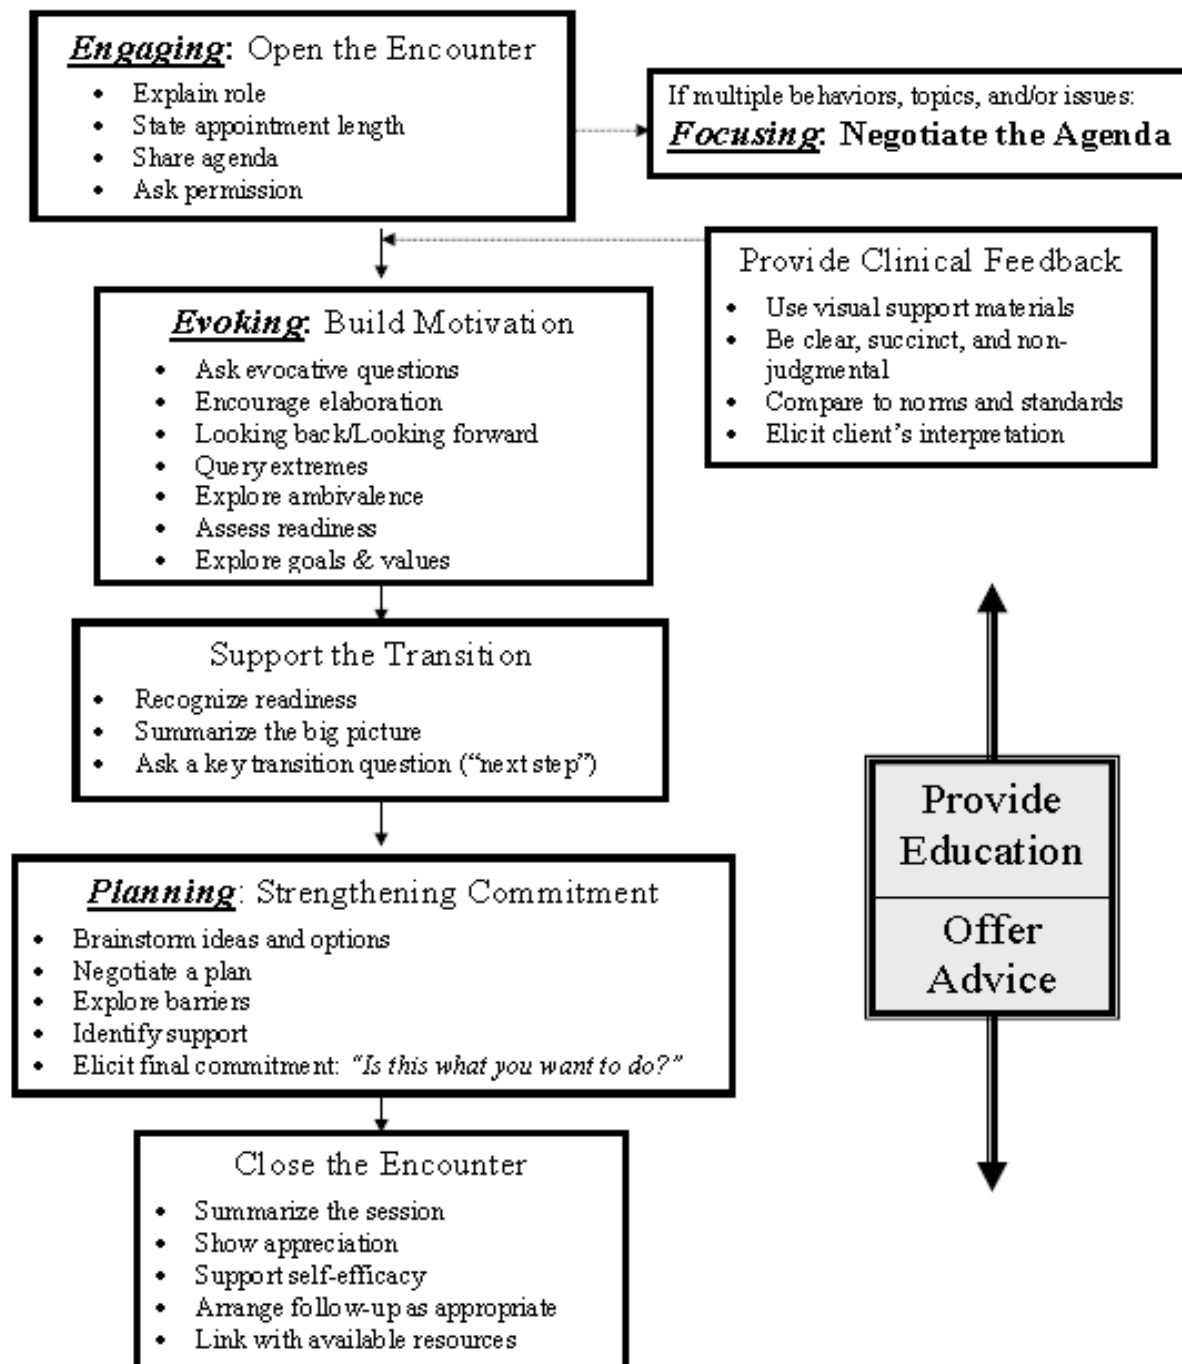 Engaging: Open the Encounter
• Explain role
• State appointment length
• Share agenda
• Ask permission
If multiple behaviors, topics, and/or issues:
Focusing: Negotiate the Agenda
Provide Clinical Feedback
• Use visual support materials
• Be clear, succinct, and non-
judgmental
• Compare to norms and standards
• Elicit client's interpretation
Evoking: Build Motivation
• Ask evocative questions
• Encourage elaboration
• Looking back/Looking forward
• Query extremes
• Explore ambivalence
• Assess readiness
• Explore goals & values
Support the Transition
• Recognize readiness
• Summarize the big picture
• Ask a key transition question (“next step”)
Provide
Education
Offer
Advice
Planning: Strengthening Commitment
• Brainstorm ideas and options
• Negotiate a plan
• Explore barriers
• Identify support
• Elicit final commitment: “Is this what you want to do?”
Close the Encounter
• Summarize the session
• Show appreciation
• Support self-efficacy
• Arrange follow-up as appropriate
• Link with available resources